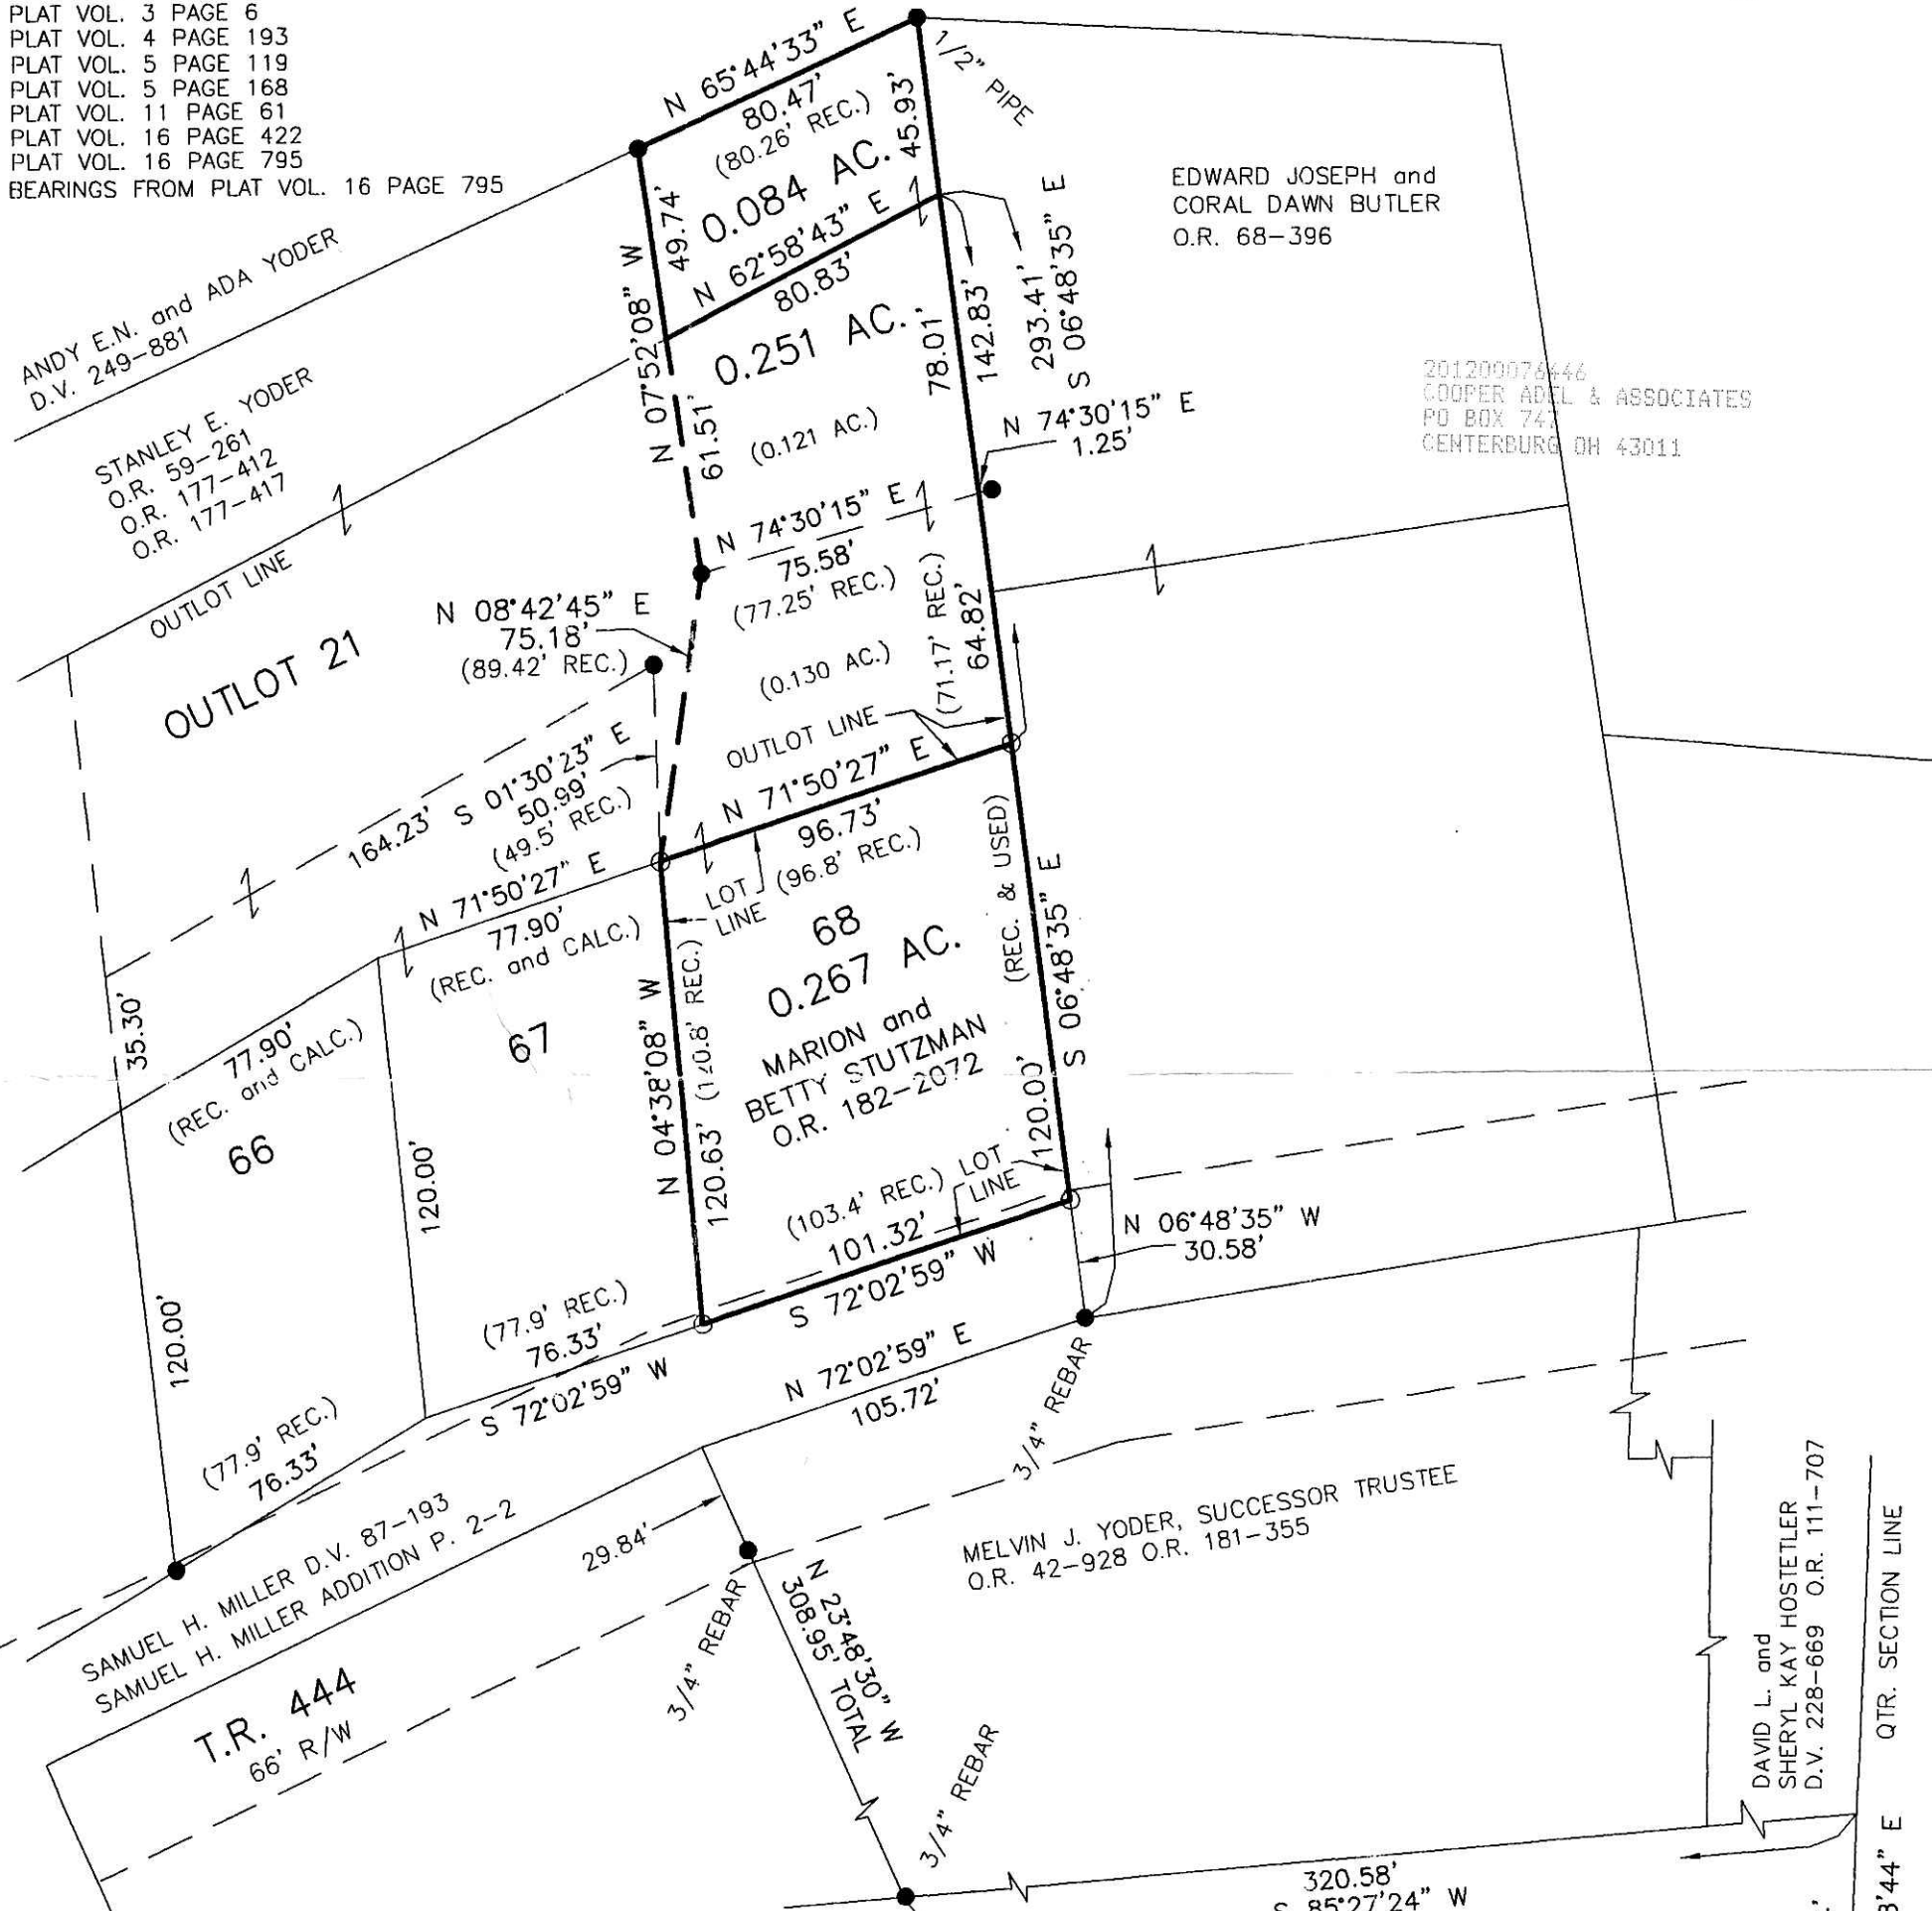 PLAT VOL. 3 PAGE 6
PLAT VOL. 4 PAGE 193
PLAT VOL. 5 PAGE 119
PLAT VOL. 5 PAGE 168
PLAT VOL. 11 PAGE 61
PLAT VOL. 16 PAGE 422
PLAT VOL. 16 PAGE 795
BEARINGS FROM PLAT VOL. 16 PAGE 795
N 65°44'33" E
80.47'
(80.26' REC.)
0.084 AC.
45.93'
1/2" PIPE
49.74'
N 62°58'43" E
80.83'
EDWARD JOSEPH and
CORAL DAWN BUTLER
O.R. 68-396
ANDY E.N. and ADA YODER
D.V. 249-881
STANLEY E. YODER
O.R. 59-261
O.R. 177-412
O.R. 177-417
OUTLOT LINE
OUTLOT 21
N 07°52'08" W
61.51'
0.251 AC.
(0.121 AC.)
78.01'
142.83'
293.41'
S 06°48'35" E
N 74°30'15" E
1.25'
201200076446
COOPER ADEL & ASSOCIATES
PO BOX 747
CENTERBURG OH 43011
N 74°30'15" E
75.58'
(77.25' REC.)
N 08°42'45" E
75.18'
(89.42' REC.)
(0.130 AC.)
(71.17' REC.)
64.82'
OUTLOT LINE
164.23'
S 01°30'23" E
50.99'
(49.5' REC.)
N 71°50'27" E
96.73'
(96.8' REC.)
LOT
LINE
N 71°50'27" E
77.90'
(REC. and CALC.)
67
68
0.267 AC.
MARION and
BETTY STUTZMAN
O.R. 182-2072
(REC. & USED)
S 06°48'35" E
120.00'
N 04°38'08" W
120.63' (120.8' REC.)
35.30'
77.90'
(REC. and CALC.)
66
120.00'
120.00'
(103.4' REC.)
101.32'
LOT
LINE
S 72°02'59" W
N 06°48'35" W
30.58'
(77.9' REC.)
76.33'
S 72°02'59" W
N 72°02'59" E
105.72'
3/4" REBAR
(77.9' REC.)
76.33'
SAMUEL H. MILLER D.V. 87-193
SAMUEL H. MILLER ADDITION P. 2-2
29.84'
T.R. 444
66' R/W
3/4" REBAR
N 23°48'30" W
308.95' TOTAL
3/4" REBAR
MELVIN J. YODER, SUCCESSOR TRUSTEE
O.R. 42-928 O.R. 181-355
DAVID L. and
SHERYL KAY HOSTETLER
D.V. 228-669 O.R. 111-707
QTR. SECTION LINE
320.58'
S 85°27'24" W
3'44" E